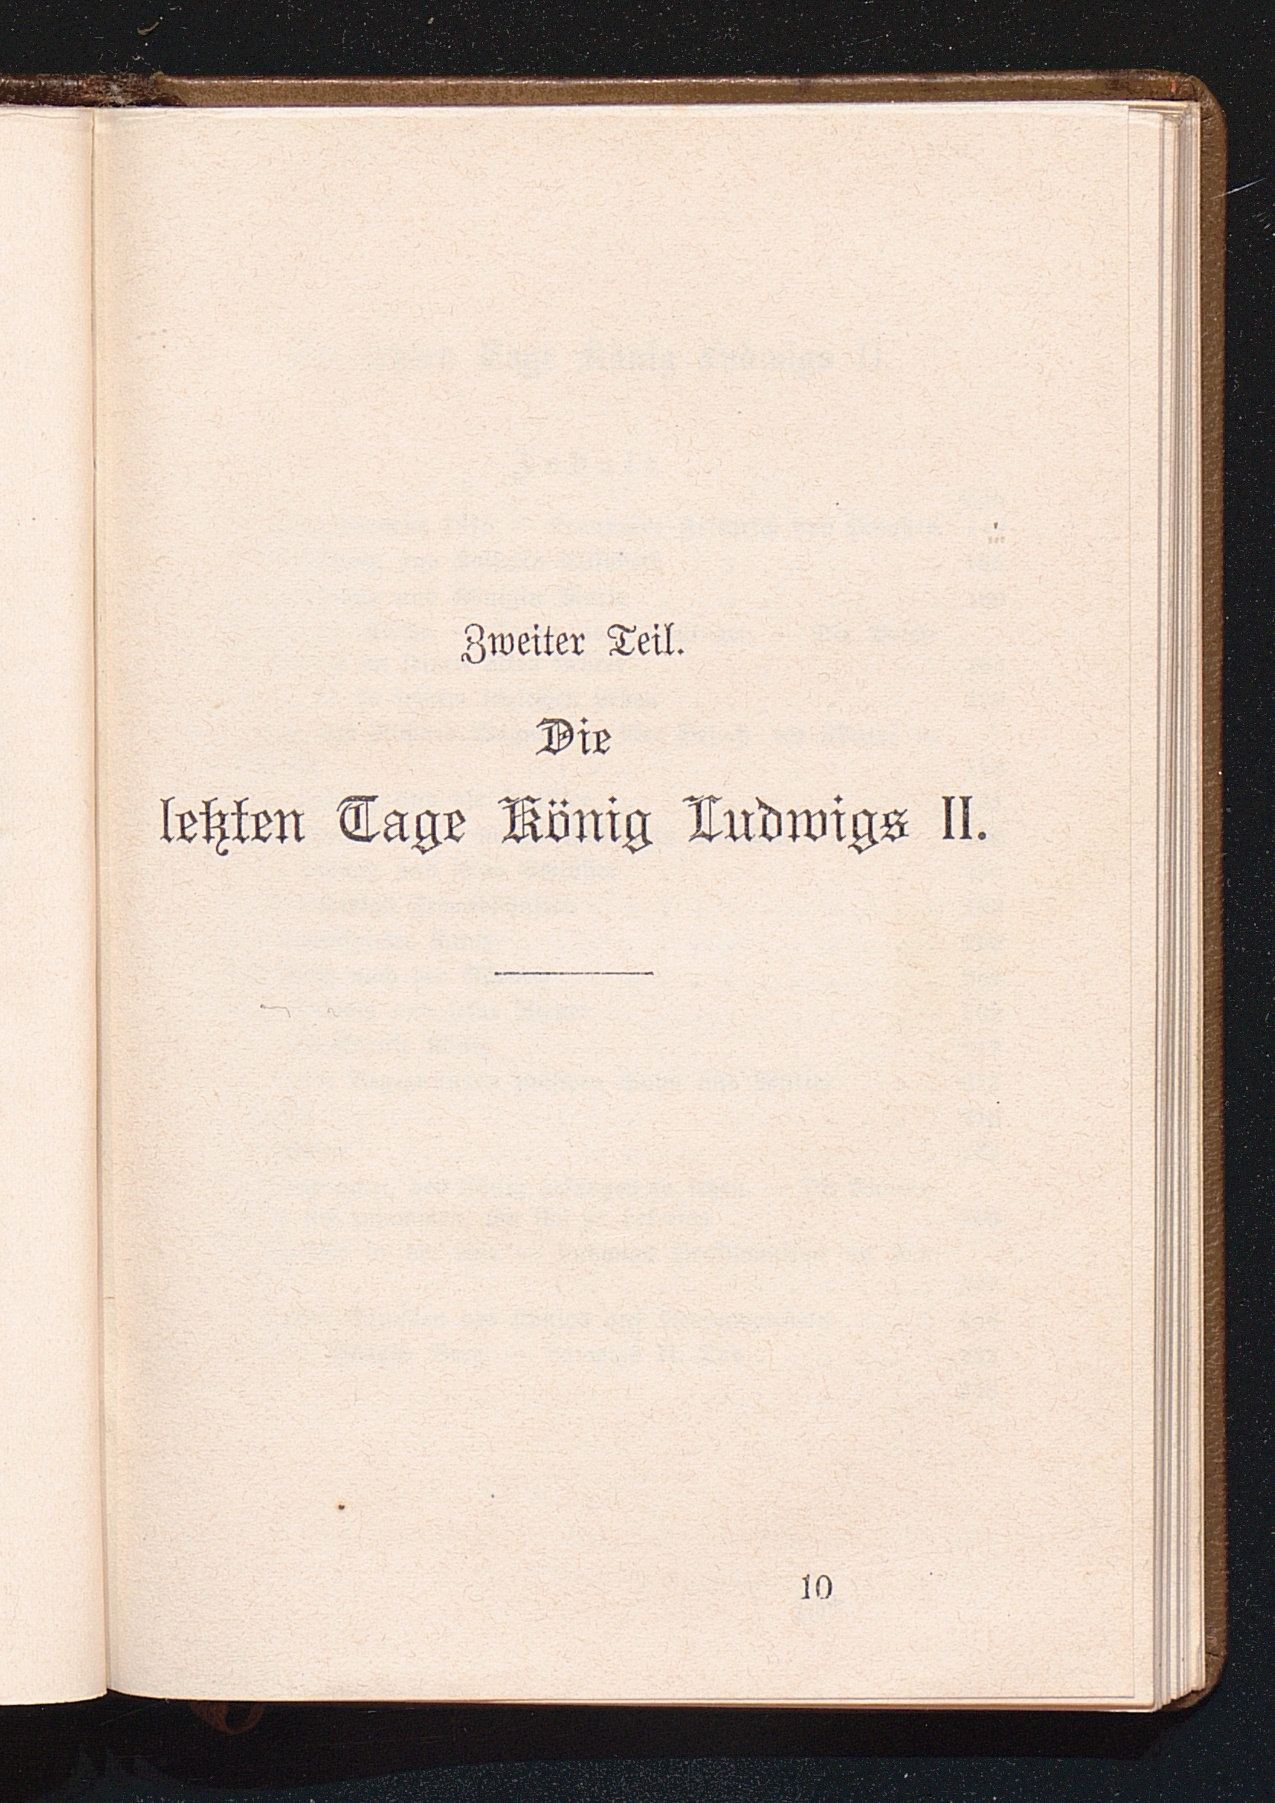 Zweiter Teil.
Die
letzten Tage König Ludwigs II.
10